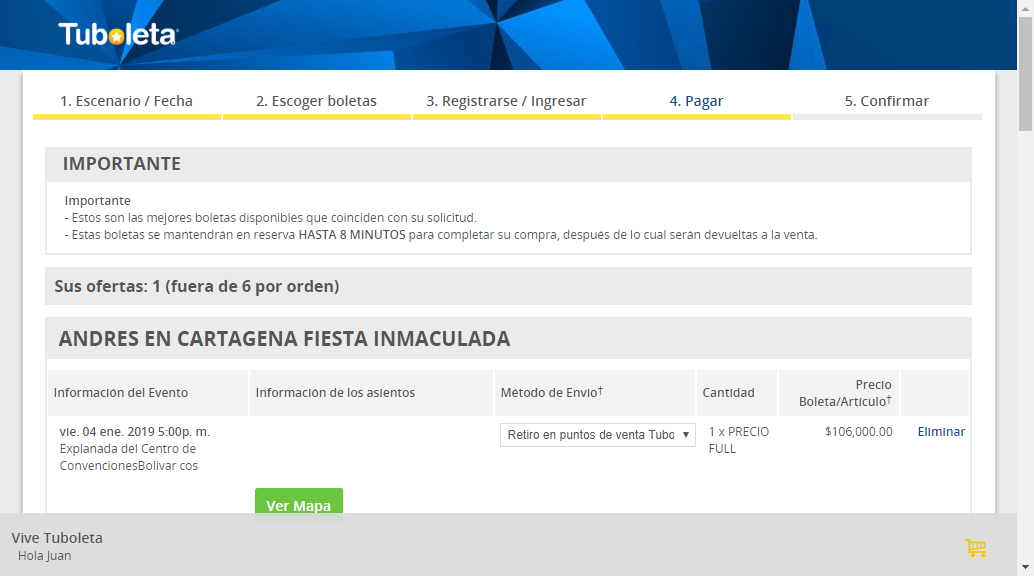 Tuboleta
1. Escenario / Fecha
2. Escoger boletas
3. Registrarse / Ingresar
4. Pagar
5. Confirmar
IMPORTANTE
Importante
- Estos son las mejores boletas disponibles que coinciden con su solicitud.
- Estas boletas se mantendrán en reserva HASTA 8 MINUTOS para completar su compra, después de lo cual serán devueltas a la venta.
Sus ofertas: 1 (fuera de 6 por orden)
ANDRES EN CARTAGENA FIESTA INMACULADA
Información del Evento
Información de los asientos
Método de Envío†
Cantidad
Precio
Boleta/Artículo†
vie. 04 ene. 2019 5:00p. m.
Explanada del Centro de
ConvencionesBolivar cos
Retiro en puntos de venta Tubo
1 x PRECIO
FULL
$106,000.00
Eliminar
Ver Mapa
Vive Tuboleta
Hola Juan